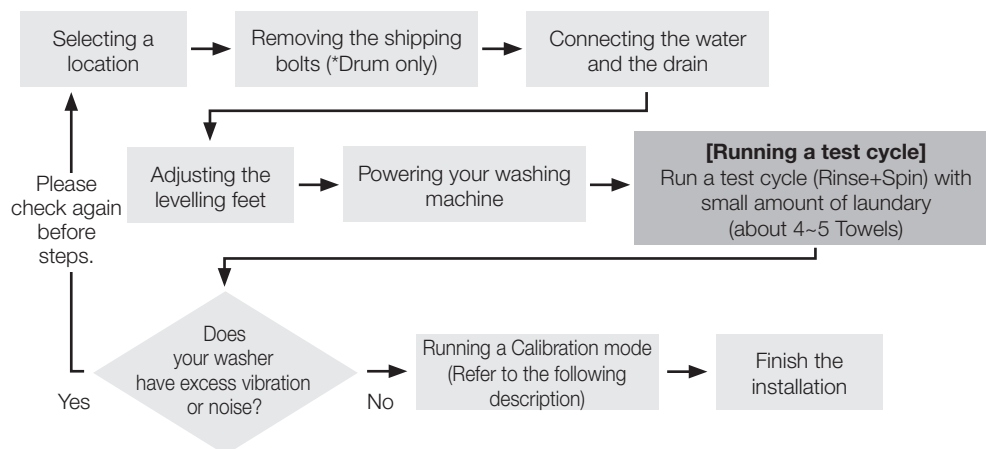 Selecting a
location
Removing the shipping
bolts (*Drum only)
Connecting the water
and the drain
Adjusting the
levelling feet
Powering your washing
machine
[Running a test cycle]
Run a test cycle (Rinse+Spin) with
small amount of laundary
(about 4~5 Towels)
Please
check again
before
steps.
Does
your washer
have excess vibration
or noise?
Yes
No
Running a Calibration mode
(Refer to the following
description)
Finish the
installation